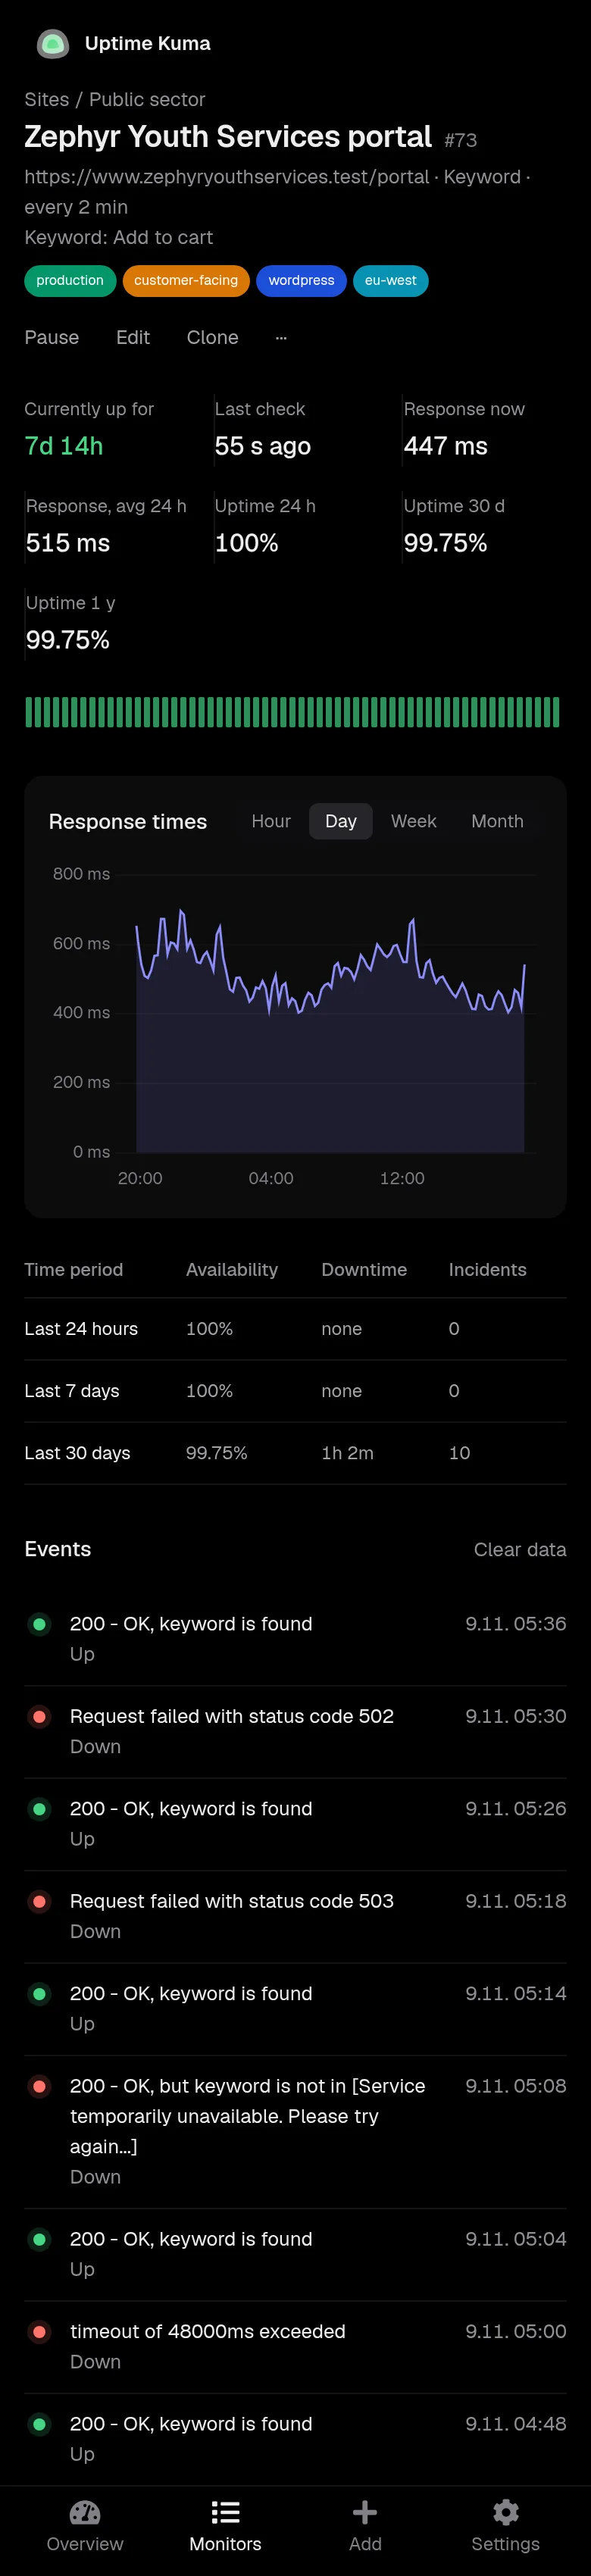 Uptime Kuma
Sites / Public sector
Zephyr Youth Services portal #73
https://www.zephyryouthservices.test/portal · Keyword ·
every 2 min
Keyword: Add to cart
production customer-facing wordpress eu-west
Pause Edit Clone ···
Currently up for Last check Response now
7d 14h 55 s ago 447 ms
Response, avg 24 h Uptime 24 h Uptime 30 d
515 ms 100% 99.75%
Uptime 1 y
99.75%
Response times Hour Day Week Month
800 ms
600 ms
400 ms
200 ms
0 ms
20:00 04:00 12:00
Time period Availability Downtime Incidents
Last 24 hours 100% none 0
Last 7 days 100% none 0
Last 30 days 99.75% 1h 2m 10
Events Clear data
200 - OK, keyword is found 9.11. 05:36
Up
Request failed with status code 502 9.11. 05:30
Down
200 - OK, keyword is found 9.11. 05:26
Up
Request failed with status code 503 9.11. 05:18
Down
200 - OK, keyword is found 9.11. 05:14
Up
200 - OK, but keyword is not in [Service 9.11. 05:08
temporarily unavailable. Please try
again...]
Down
200 - OK, keyword is found 9.11. 05:04
Up
timeout of 48000ms exceeded 9.11. 05:00
Down
200 - OK, keyword is found 9.11. 04:48
Up
Overview Monitors Add Settings